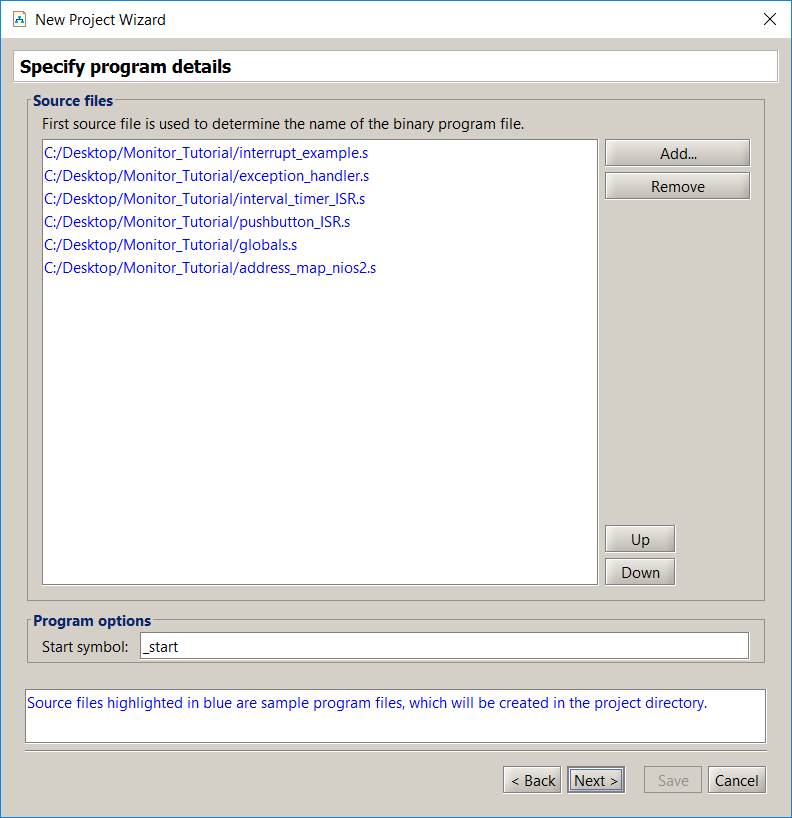 New Project Wizard
Specify program details
Source files
First source file is used to determine the name of the binary program file.
C:/Desktop/Monitor_Tutorial/interrupt_example.s
C:/Desktop/Monitor_Tutorial/exception_handler.s
C:/Desktop/Monitor_Tutorial/interval_timer_ISR.s
C:/Desktop/Monitor_Tutorial/pushbutton_ISR.s
C:/Desktop/Monitor_Tutorial/globals.s
C:/Desktop/Monitor_Tutorial/address_map_nios2.s
Add...
Remove
Up
Down
Program options
Start symbol: _start
Source files highlighted in blue are sample program files, which will be created in the project directory.
< Back Next > Save Cancel